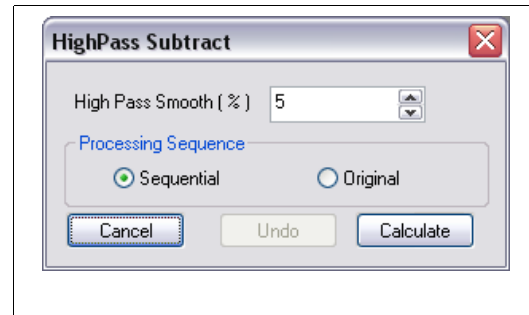 HighPass Subtract
High Pass Smooth ( % ) 5
Processing Sequence
Sequential Original
Cancel Undo Calculate